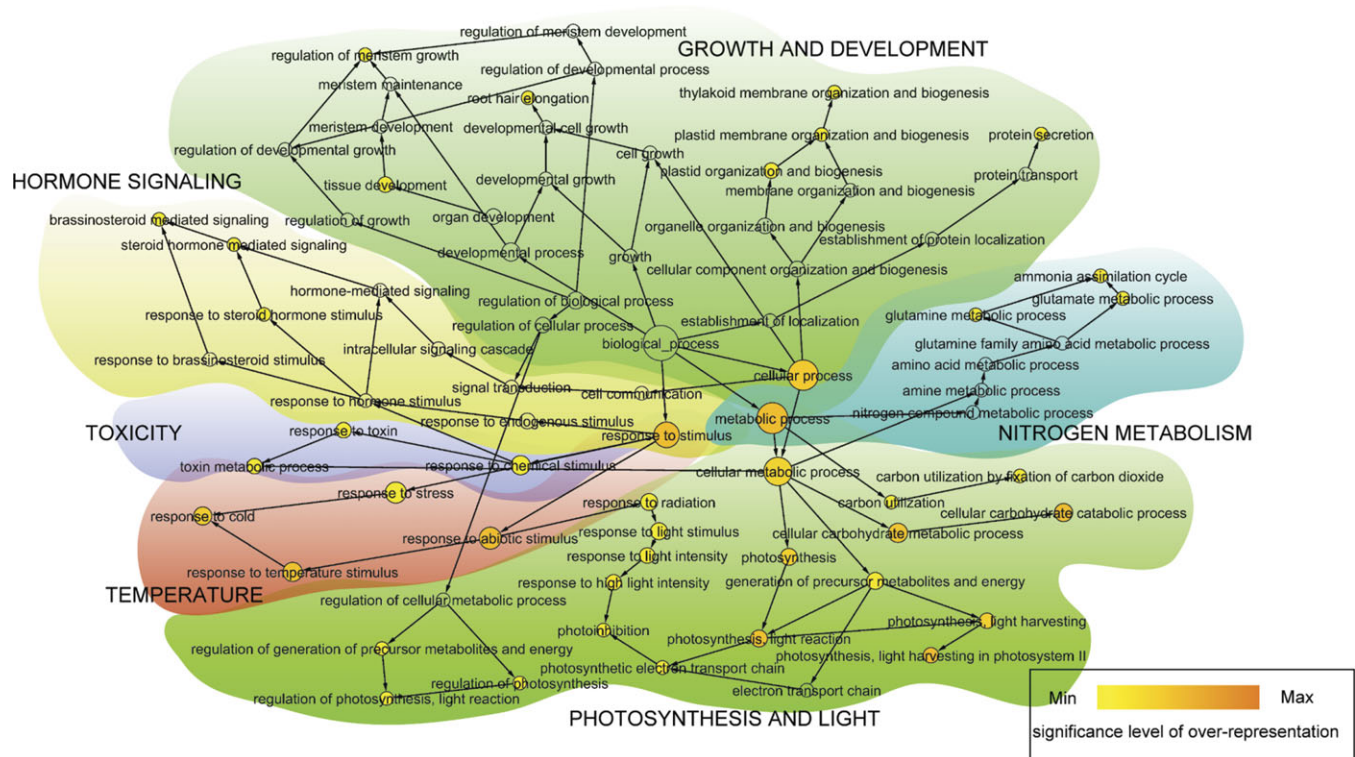 regulation of meristem development
GROWTH AND DEVELOPMENT
regulation of meristem growth
regulation of developmental process
meristem maintenance
thylakoid membrane organization and biogenesis
root hair elongation
meristem development
developmental cell growth
plastid membrane organization and biogenesis
protein secretion
regulation of developmental growth
cell growth
plastid organization and biogenesis
protein transport
HORMONE SIGNALING
tissue development
developmental growth
membrane organization and biogenesis
brassinosteroid mediated signaling
regulation of growth
organ development
organelle organization and biogenesis
steroid hormone mediated signaling
establishment of protein localization
developmental process
growth
cellular component organization and biogenesis
ammonia assimilation cycle
hormone-mediated signaling
regulation of biological process
glutamate metabolic process
response to steroid hormone stimulus
regulation of cellular process
establishment of localization
glutamine metabolic process
biological_process
glutamine family amino acid metabolic process
response to brassinosteroid stimulus
intracellular signaling cascade
amino acid metabolic process
cellular process
signal transduction
cell communication
amine metabolic process
response to hormone stimulus
response to endogenous stimulus
metabolic process
nitrogen compound metabolic process
TOXICITY
response to toxin
response to stimulus
NITROGEN METABOLISM
toxin metabolic process
response to chemical stimulus
cellular metabolic process
carbon utilization by fixation of carbon dioxide
response to stress
response to radiation
carbon utilization
response to cold
cellular carbohydrate catabolic process
response to abiotic stimulus
response to light stimulus
cellular carbohydrate metabolic process
response to light intensity
photosynthesis
response to temperature stimulus
response to high light intensity
generation of precursor metabolites and energy
TEMPERATURE
regulation of cellular metabolic process
photosynthesis, light harvesting
photoinhibition
photosynthesis, light reaction
regulation of generation of precursor metabolites and energy
photosynthesis, light harvesting in photosystem II
photosynthetic electron transport chain
regulation of photosynthesis
electron transport chain
regulation of photosynthesis, light reaction
PHOTOSYNTHESIS AND LIGHT
Min
Max
significance level of over-representation